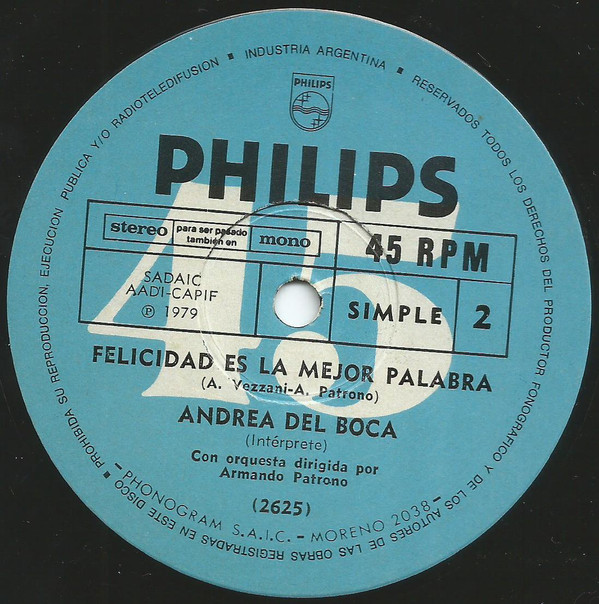 INDUSTRIA ARGENTINA ■ RESERVADOS TODOS LOS DERECHOS DEL PRODUCTOR FONOGRAFICO Y DE LOS AUTORES DE LAS OBRAS REGISTRADAS EN ESTE DISCO ■ PROHIBIDA SU REPRODUCCION, EJECUCION PUBLICA Y/O RADIOTELEDIFUSION ■
PHILIPS
PHILIPS
45
stereo para ser pasado también en mono
45 RPM
SADAIC
AADI-CAPIF
℗ 1979
SIMPLE 2
FELICIDAD ES LA MEJOR PALABRA
(A. Vezzani-A. Patrono)
ANDREA DEL BOCA
(Intérprete)
Con orquesta dirigida por
Armando Patrono
(2625)
-PHONOGRAM S.A.I.C. - MORENO 2038-